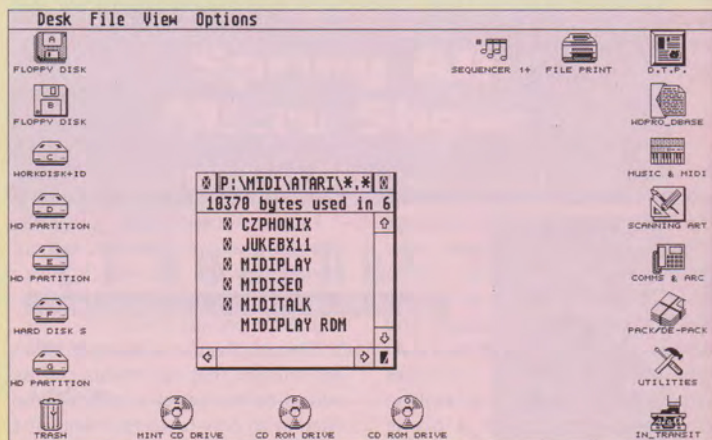 Desk File View Options
A
FLOPPY DISK
SEQUENCER 1+
FILE PRINT
D.T.P.
B
FLOPPY DISK
WDPRO_DBASE
C
WORKDISK+ID
MUSIC & MIDI
P:\MIDI\ATARI\*.*
10370 bytes used in 6
CZPHONIX
JUKEBX11
MIDIPLAY
MIDISEQ
MIDITALK
MIDIPLAY RDM
D
HD PARTITION
SCANNING ART
E
HD PARTITION
COMMS & ARC
F
HARD DISK S
PACK/DE-PACK
G
HD PARTITION
UTILITIES
TRASH
Z
MINT CD DRIVE
P
CD ROM DRIVE
O
CD ROM DRIVE
IN_TRANSIT